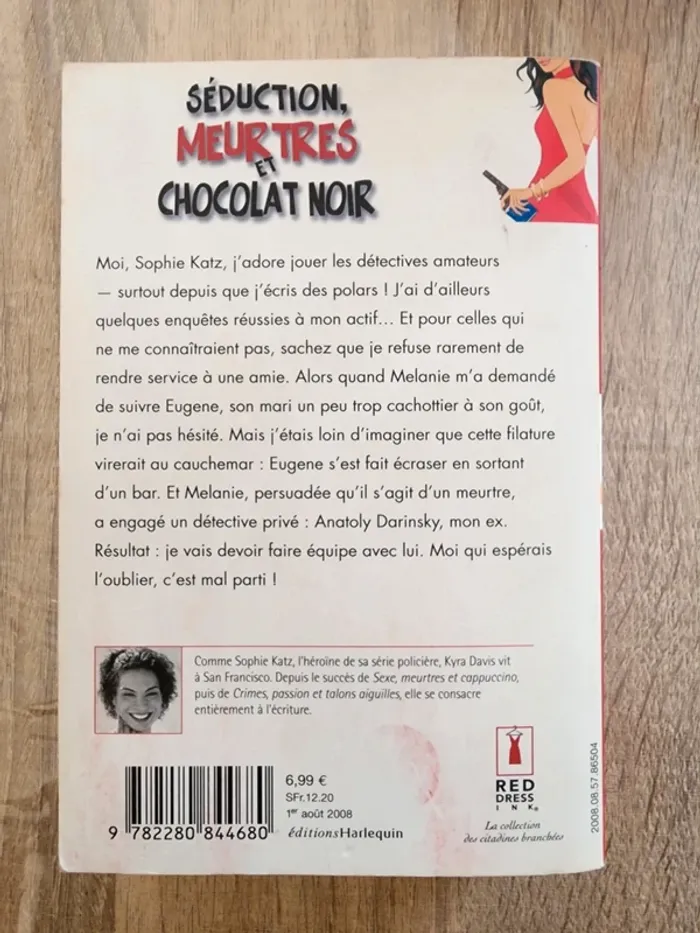 SÉDUCTION,
MEURTRES
ET
CHOCOLAT NOIR
Moi, Sophie Katz, j'adore jouer les détectives amateurs
— surtout depuis que j'écris des polars ! J'ai d'ailleurs
quelques enquêtes réussies à mon actif... Et pour celles qui
ne me connaîtraient pas, sachez que je refuse rarement de
rendre service à une amie. Alors quand Melanie m'a demandé
de suivre Eugene, son mari un peu trop cachottier à son goût,
je n'ai pas hésité. Mais j'étais loin d'imaginer que cette filature
virerait au cauchemar : Eugene s'est fait écraser en sortant
d'un bar. Et Melanie, persuadée qu'il s'agit d'un meurtre,
a engagé un détective privé : Anatoly Darinsky, mon ex.
Résultat : je vais devoir faire équipe avec lui. Moi qui espérais
l'oublier, c'est mal parti !
Comme Sophie Katz, l'héroïne de sa série policière, Kyra Davis vit
à San Francisco. Depuis le succès de Sexe, meurtres et cappuccino,
puis de Crimes, passion et talons aiguilles, elle se consacre
entièrement à l'écriture.
6,99 €
SFr.12.20
1er août 2008
éditionsHarlequin
9 782280 844680
RED
DRESS
INK®
La collection
des citadines branchées
2008.08.57.86504